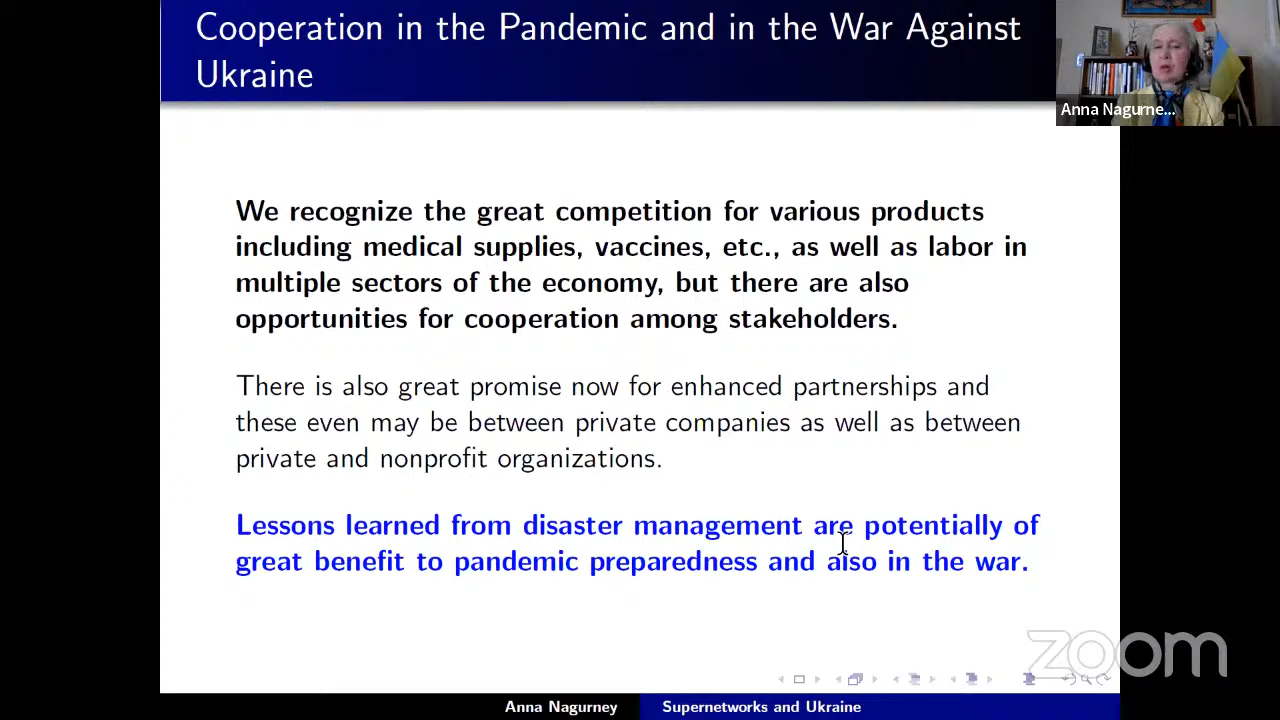 Cooperation in the Pandemic and in the War Against
Ukraine
Anna Nagurne...
We recognize the great competition for various products
including medical supplies, vaccines, etc., as well as labor in
multiple sectors of the economy, but there are also
opportunities for cooperation among stakeholders.
There is also great promise now for enhanced partnerships and
these even may be between private companies as well as between
private and nonprofit organizations.
Lessons learned from disaster management are potentially of
great benefit to pandemic preparedness and also in the war.
zoom
Anna Nagurney
Supernetworks and Ukraine